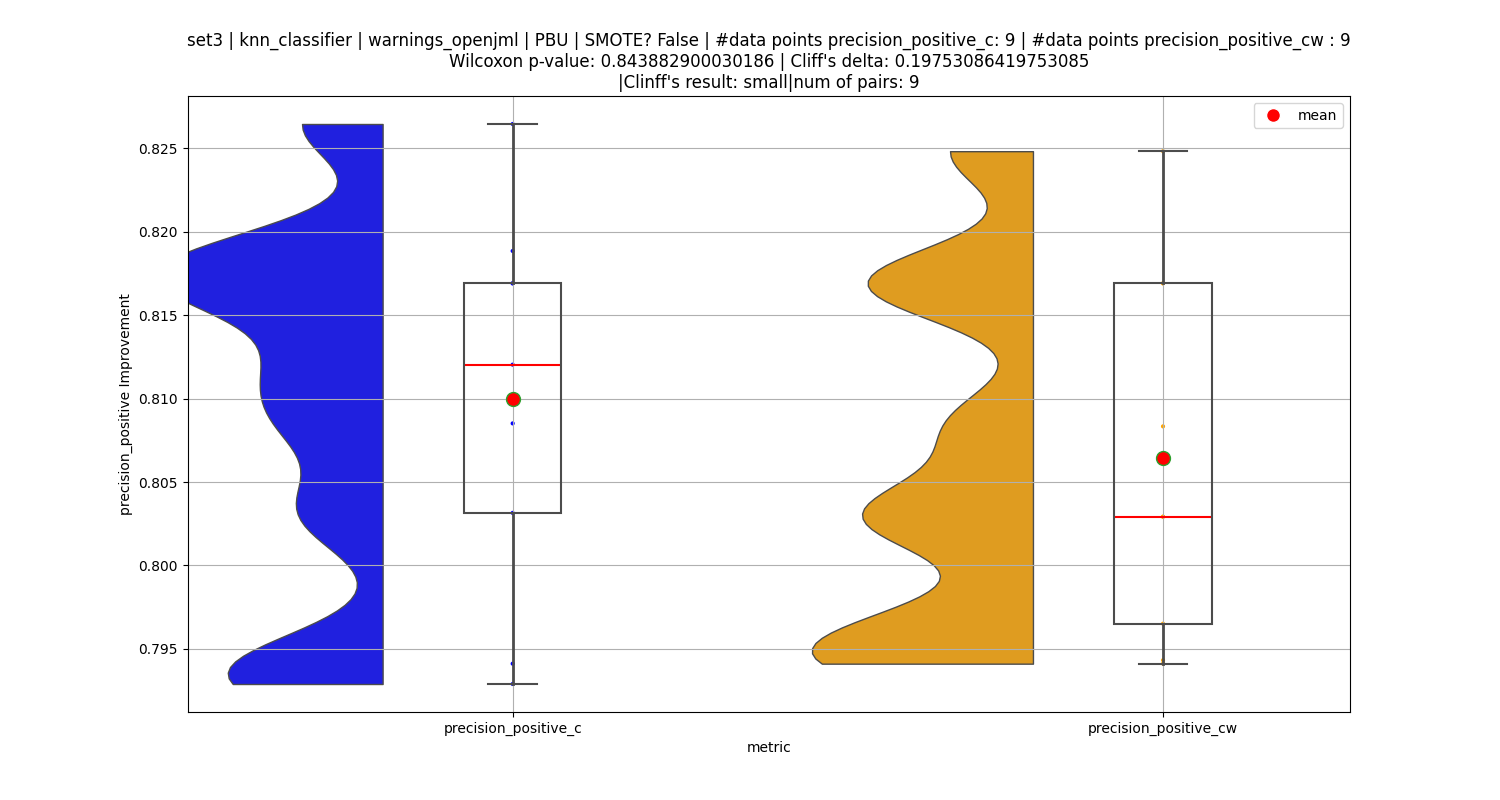 set3 | knn_classifier | warnings_openjml | PBU | SMOTE? False | #data points precision_positive_c: 9 | #data points precision_positive_cw : 9
Wilcoxon p-value: 0.843882900030186 | Cliff's delta: 0.19753086419753085
|Clinff's result: small|num of pairs: 9
mean
0.825
0.820
0.815
0.810
0.805
0.800
0.795
precision_positive Improvement
precision_positive_c
precision_positive_cw
metric